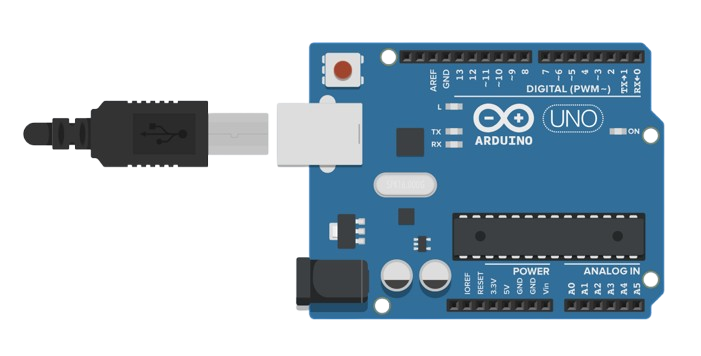 AREF
GND
13
12
~11
~10
~9
8
7
~6
~5
4
~3
2
TX→1
RX←0
DIGITAL (PWM~)
L
TX
RX
ARDUINO
UNO
ON
POWER
ANALOG IN
IOREF
RESET
3.3V
5V
GND
GND
Vin
A0
A1
A2
A3
A4
A5